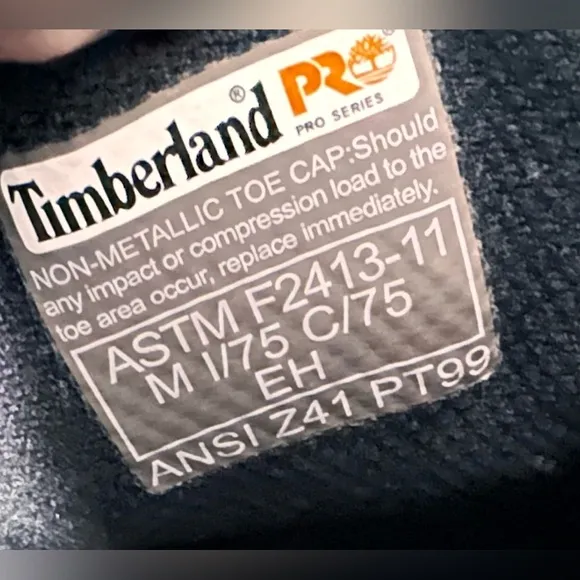 Timberland® PRO®
PRO SERIES
NON-METALLIC TOE CAP:Should
any impact or compression load to the
toe area occur, replace immediately.
ASTM F2413-11
M I/75 C/75
EH
ANSI Z41 PT99